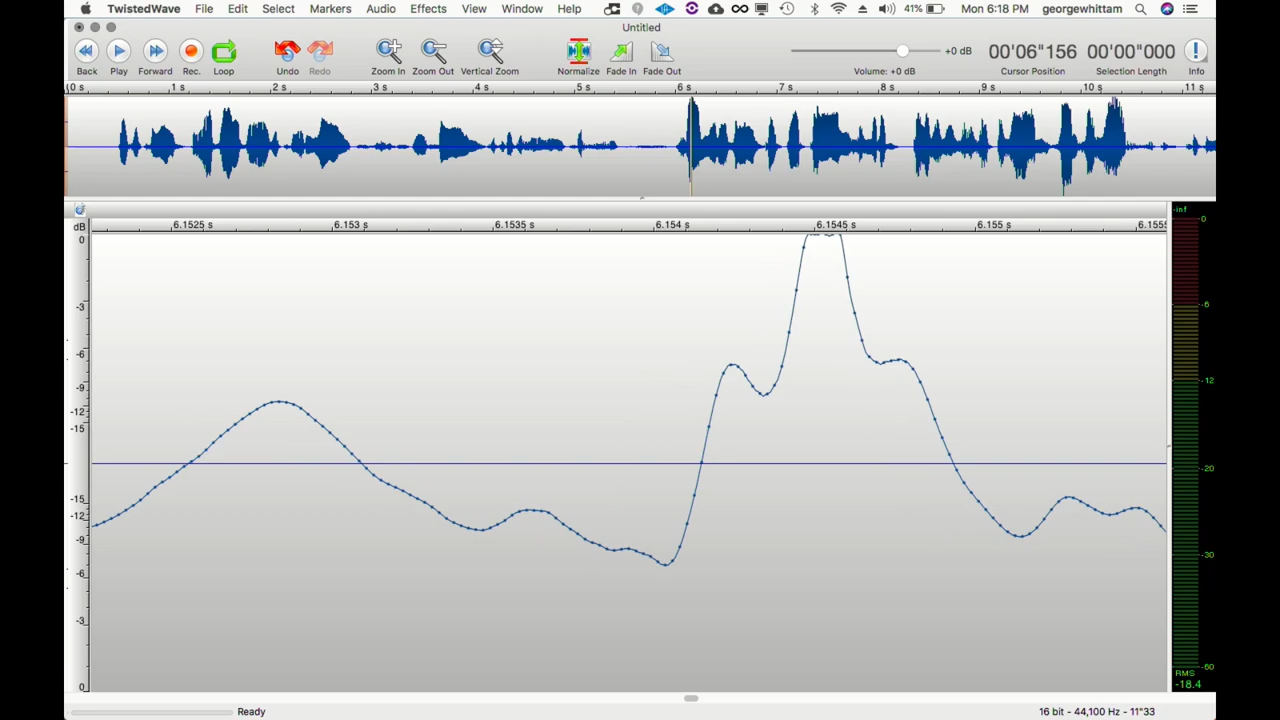 TwistedWave File Edit Select Markers Audio Effects View Window Help 41% Mon 6:18 PM georgewhittam
Untitled
+0 dB 00'06"156 00'00"000
Back Play Forward Rec. Loop Undo Redo Zoom In Zoom Out Vertical Zoom Normalize Fade In Fade Out Volume: +0 dB Cursor Position Selection Length Info
0 s 1 s 2 s 3 s 4 s 5 s 6 s 7 s 8 s 9 s 10 s 11 s
-inf
dB 6.1525 s 6.153 s 6.1535 s 6.154 s 6.1545 s 6.155 s 6.1555 0
0
-3
-6
-9
-12
-15
-15
-12
-9
-6
-3
0
-6
-12
-20
-30
-60
RMS
-18.4
Ready 16 bit - 44,100 Hz - 11"33